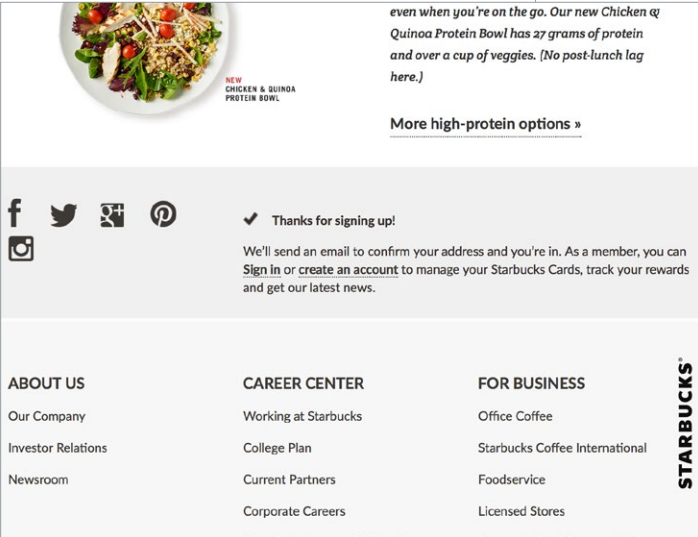 even when you're on the go. Our new Chicken &
Quinoa Protein Bowl has 27 grams of protein
and over a cup of veggies. (No post-lunch lag
here.)
NEW
CHICKEN & QUINOA
PROTEIN BOWL
More high-protein options »
Thanks for signing up!
We'll send an email to confirm your address and you're in. As a member, you can
Sign in or create an account to manage your Starbucks Cards, track your rewards
and get our latest news.
ABOUT US
Our Company
Investor Relations
Newsroom
CAREER CENTER
Working at Starbucks
College Plan
Current Partners
Corporate Careers
FOR BUSINESS
Office Coffee
Starbucks Coffee International
Foodservice
Licensed Stores
STARBUCKS®